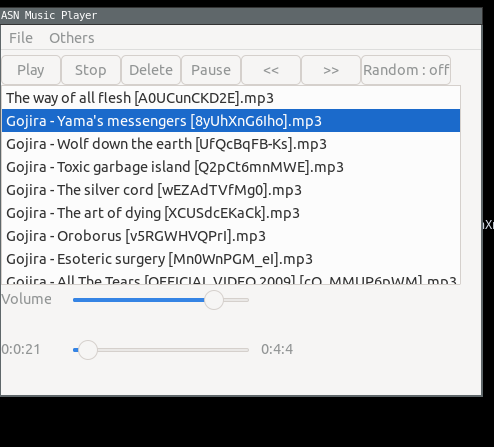 ASN Music Player
File Others
Play Stop Delete Pause << >> Random : off
The way of all flesh [A0UCunCKD2E].mp3
Gojira - Yama's messengers [8yUhXnG6Iho].mp3
Gojira - Wolf down the earth [UfQcBqFB-Ks].mp3
Gojira - Toxic garbage island [Q2pCt6mnMWE].mp3
Gojira - The silver cord [wEZAdTVfMg0].mp3
Gojira - The art of dying [XCUSdcEKaCk].mp3
Gojira - Oroborus [v5RGWHVQPrI].mp3
Gojira - Esoteric surgery [Mn0WnPGM_eI].mp3
Gojira - All The Tears [OFFICIAL VIDEO 2009] [cO_MMUP6pWM].mp3
Volume
0:0:21 0:4:4